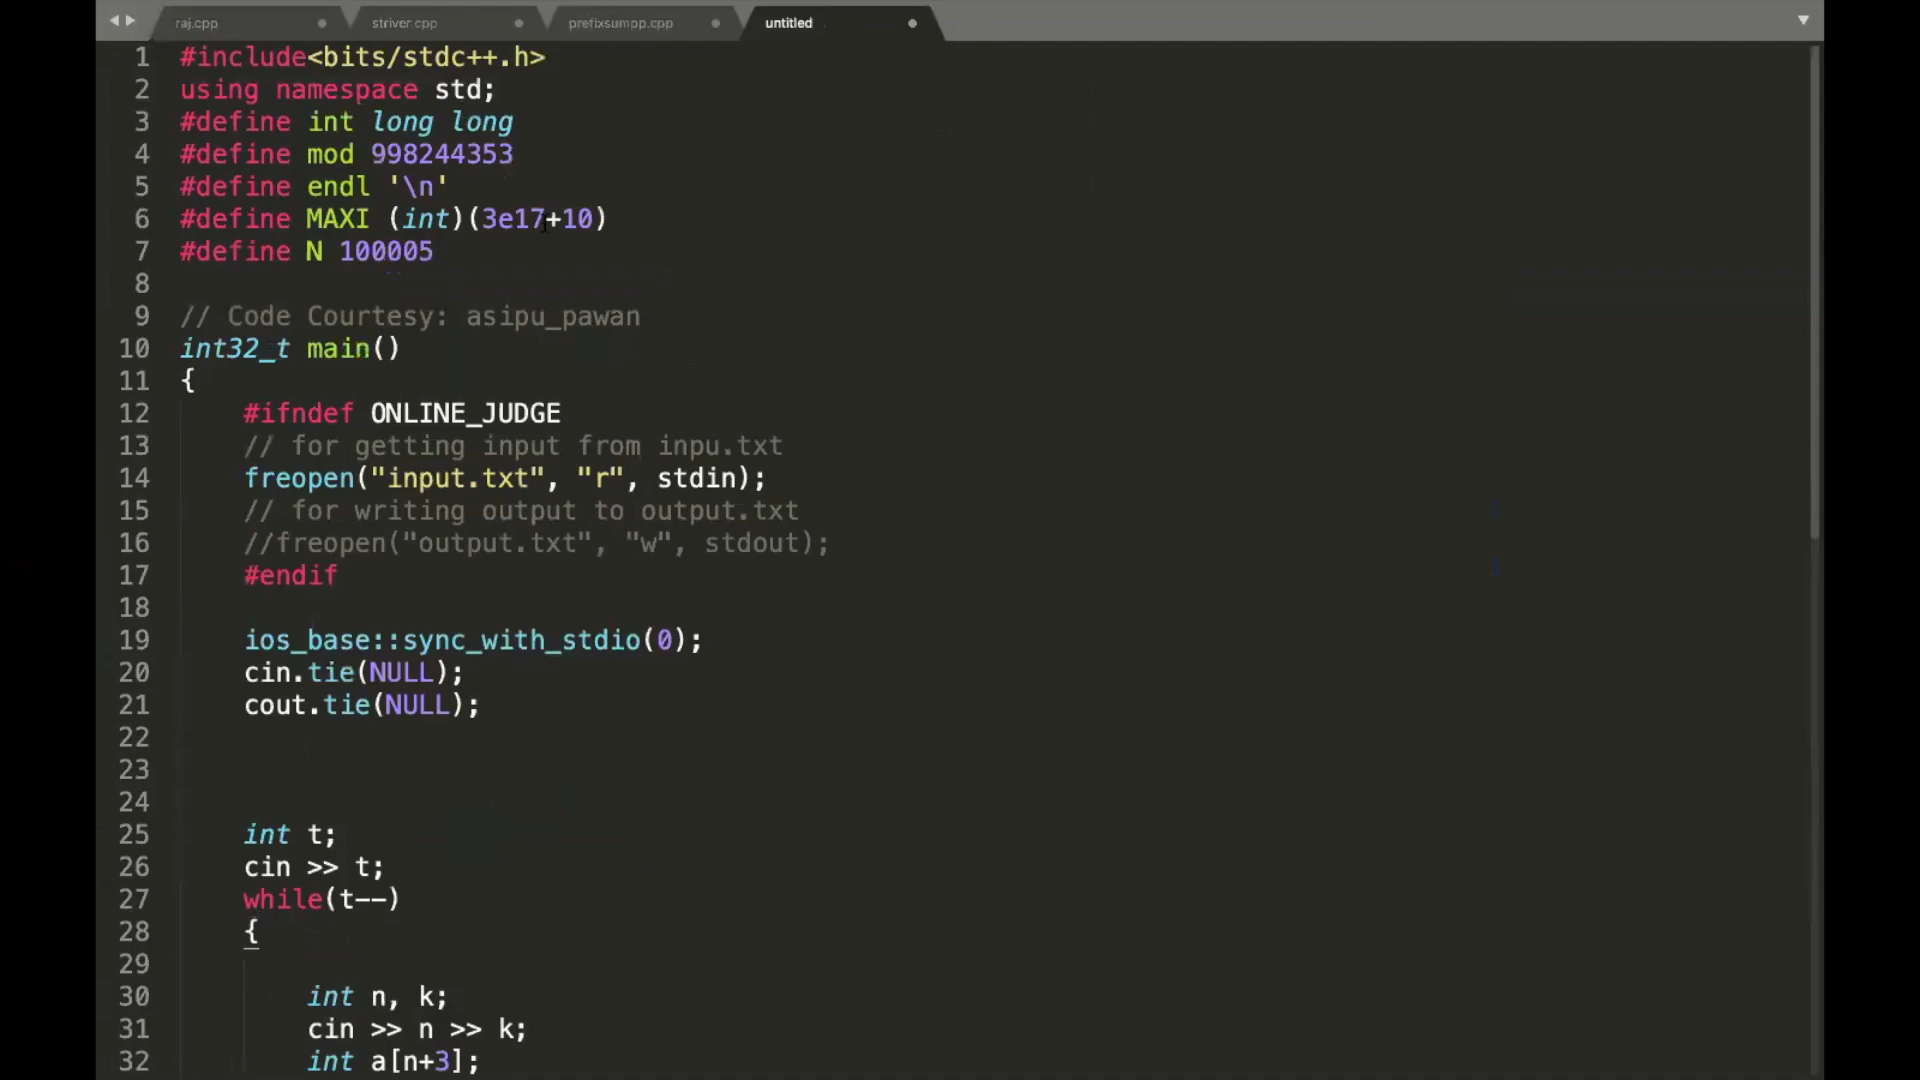 raj.cpp striver.cpp prefixsumpp.cpp untitled
1 #include<bits/stdc++.h>
2 using namespace std;
3 #define int long long
4 #define mod 998244353
5 #define endl '\n'
6 #define MAXI (int)(3e17+10)
7 #define N 100005
8
9 // Code Courtesy: asipu_pawan
10 int32_t main()
11 {
12 #ifndef ONLINE_JUDGE
13 // for getting input from inpu.txt
14 freopen("input.txt", "r", stdin);
15 // for writing output to output.txt
16 //freopen("output.txt", "w", stdout);
17 #endif
18
19 ios_base::sync_with_stdio(0);
20 cin.tie(NULL);
21 cout.tie(NULL);
22
23
24
25 int t;
26 cin >> t;
27 while(t--)
28 {
29
30 int n, k;
31 cin >> n >> k;
32 int a[n+3];